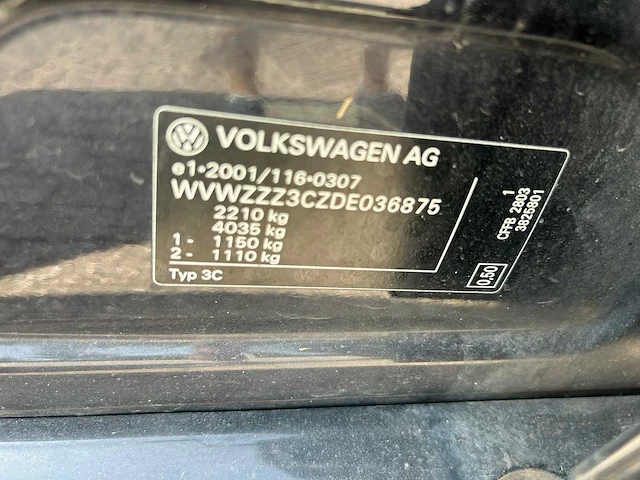 VOLKSWAGEN AG
e1*2001/116*0307
WVWZZZ3CZDE036875
2210 kg
4035 kg
1 - 1150 kg
2 - 1110 kg
Typ 3C
1
CFFB 2803
3825801
0.50